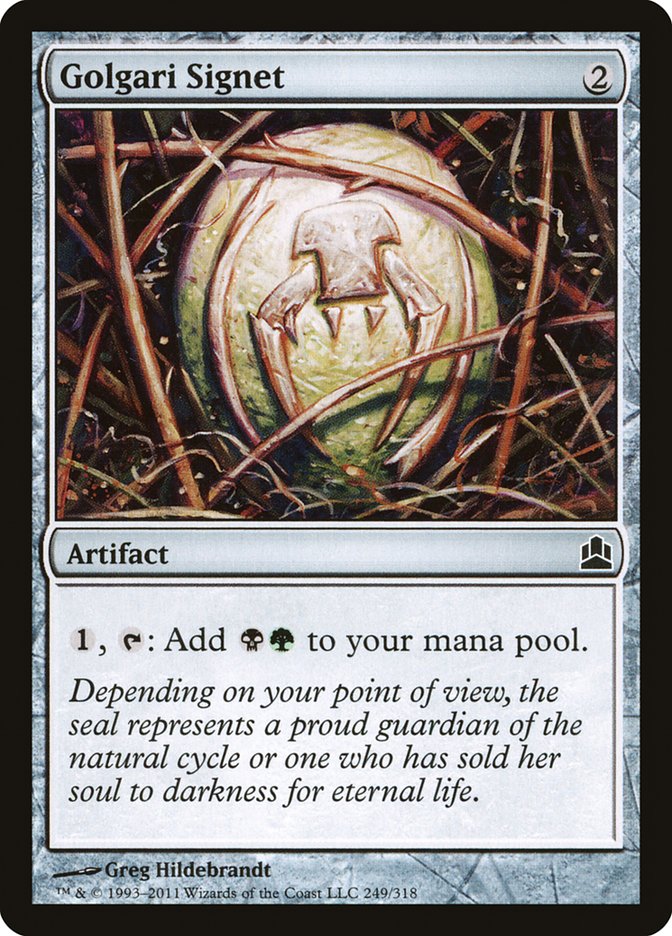 Golgari Signet 2
Artifact
1, : Add to your mana pool.
Depending on your point of view, the
seal represents a proud guardian of the
natural cycle or one who has sold her
soul to darkness for eternal life.
Greg Hildebrandt
™ & © 1993–2011 Wizards of the Coast LLC 249/318